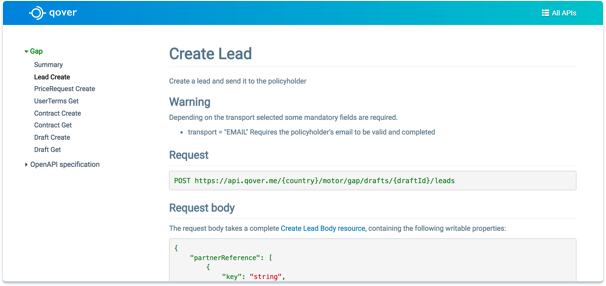 qover
All APIs
Gap
Summary
Lead Create
PriceRequest Create
UserTerms Get
Contract Create
Contract Get
Draft Create
Draft Get
OpenAPI specification
Create Lead
Create a lead and send it to the policyholder
Warning
Depending on the transport selected some mandatory fields are required.
transport = "EMAIL" Requires the policyholder's email to be valid and completed
Request
POST https://api.qover.me/{country}/motor/gap/drafts/{draftId}/leads
Request body
The request body takes a complete Create Lead Body resource, containing the following writable properties:
{
"partnerReference": [
{
"key": "string",